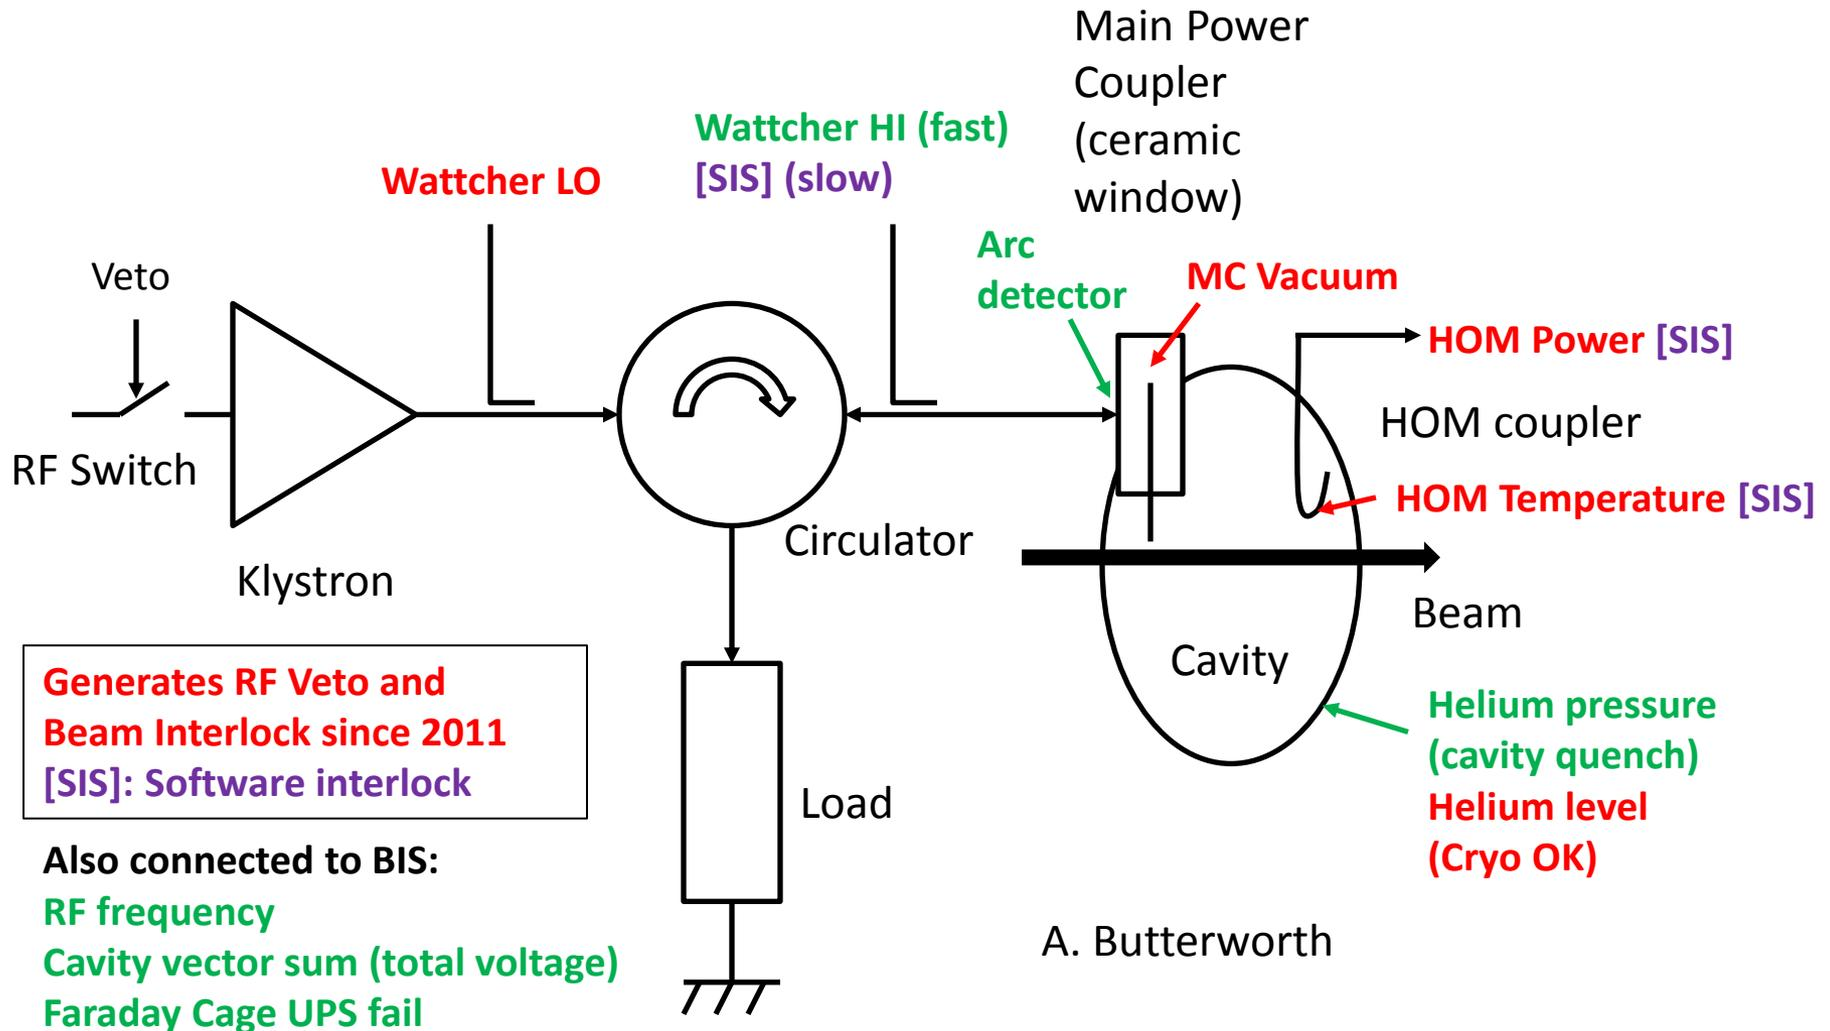 Main Power
Coupler
(ceramic
window)
Wattcher HI (fast)
[SIS] (slow)
Wattcher LO
Arc
detector
MC Vacuum
Veto
HOM Power [SIS]
HOM coupler
RF Switch
HOM Temperature [SIS]
Circulator
Klystron
Beam
Cavity
Generates RF Veto and
Beam Interlock since 2011
[SIS]: Software interlock
Helium pressure
(cavity quench)
Helium level
(Cryo OK)
Load
Also connected to BIS:
RF frequency
Cavity vector sum (total voltage)
Faraday Cage UPS fail
A. Butterworth